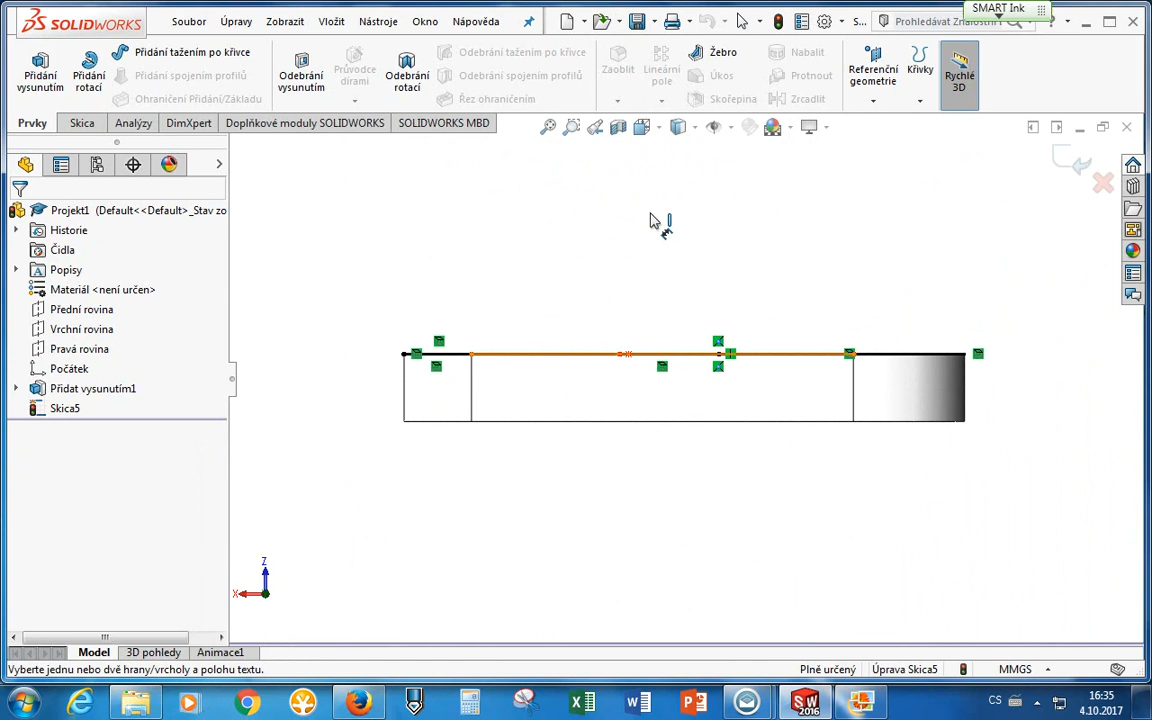 SMART Ink
SOLIDWORKS Soubor Úpravy Zobrazit Vložit Nástroje Okno Nápověda S... Prohledávat Znalostní
Přidání vysunutím
Přidání rotací
Přidání tažením po křivce
Přidání spojením profilů
Ohraničení Přidání/Základu
Odebrání vysunutím
Průvodce dírami
Odebrání rotací
Odebrání tažením po křivce
Odebrání spojením profilů
Řez ohraničením
Zaoblit
Lineární pole
Žebro
Úkos
Skořepina
Nabalit
Protnout
Zrcadlit
Referenční geometrie
Křivky
Rychlé 3D
Prvky Skica Analýzy DimXpert Doplňkové moduly SOLIDWORKS SOLIDWORKS MBD
Projekt1 (Default<<Default>_Stav zo
Historie
Čidla
Popisy
Materiál <není určen>
Přední rovina
Vrchní rovina
Pravá rovina
Počátek
Přidat vysunutím1
Skica5
Z
X
Model 3D pohledy Animace1
Vyberte jednu nebo dvě hrany/vrcholy a polohu textu. Plně určený Úprava Skica5 MMGS
SW 2016
CS
16:35
4.10.2017